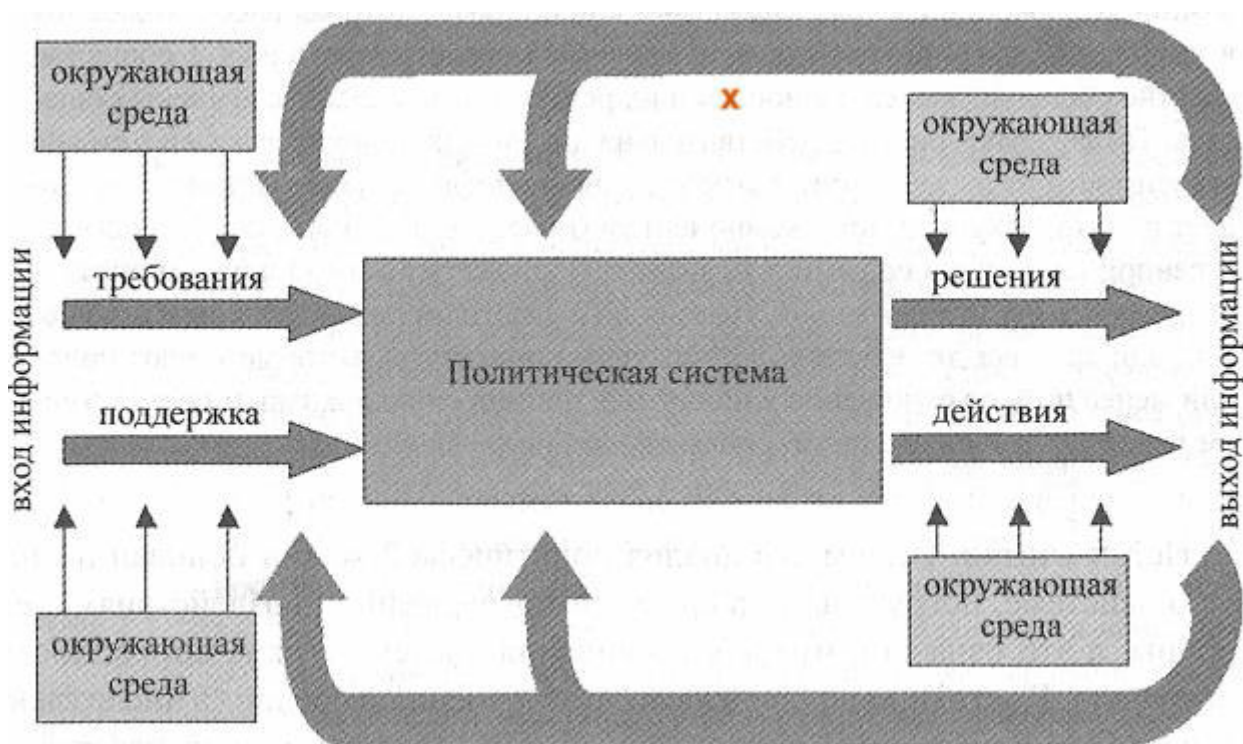 окружающая
среда
x
окружающая
среда
вход информации
требования
решения
Политическая система
поддержка
действия
выход информации
окружающая
среда
окружающая
среда